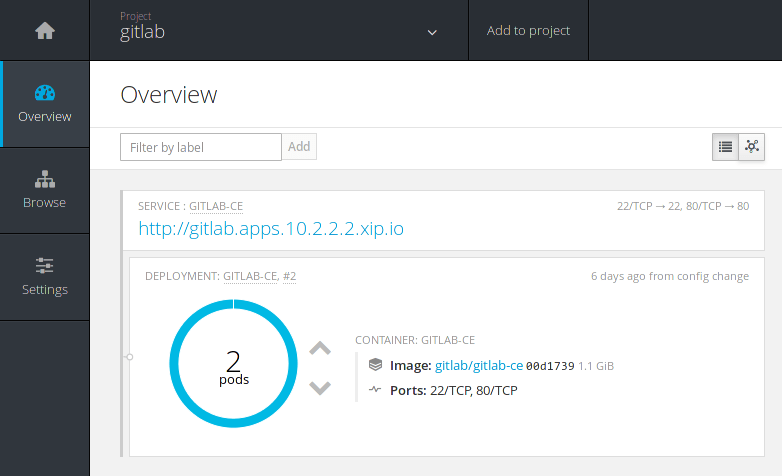 Project
gitlab
Add to project
Overview
Browse
Settings
Overview
Filter by label
Add
SERVICE : GITLAB-CE
22/TCP → 22, 80/TCP → 80
http://gitlab.apps.10.2.2.2.xip.io
DEPLOYMENT: GITLAB-CE, #2
6 days ago from config change
2
pods
CONTAINER: GITLAB-CE
Image: gitlab/gitlab-ce 00d1739 1.1 GiB
Ports: 22/TCP, 80/TCP